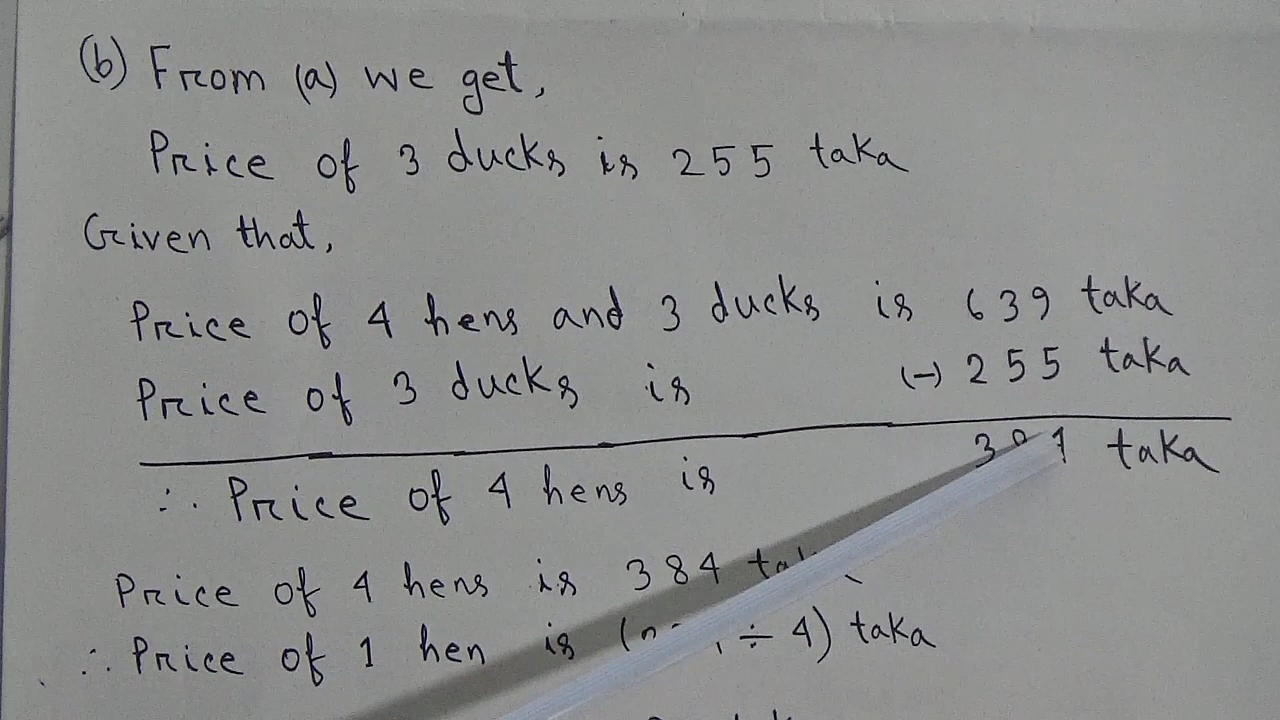 (b) From (a) we get,
Price of 3 ducks is 255 taka
Given that,
Price of 4 hens and 3 ducks is 639 taka
Price of 3 ducks is (-) 255 taka
∴ Price of 4 hens is taka
Price of 4 hens is 384
∴ Price of 1 hen is ÷ 4) taka